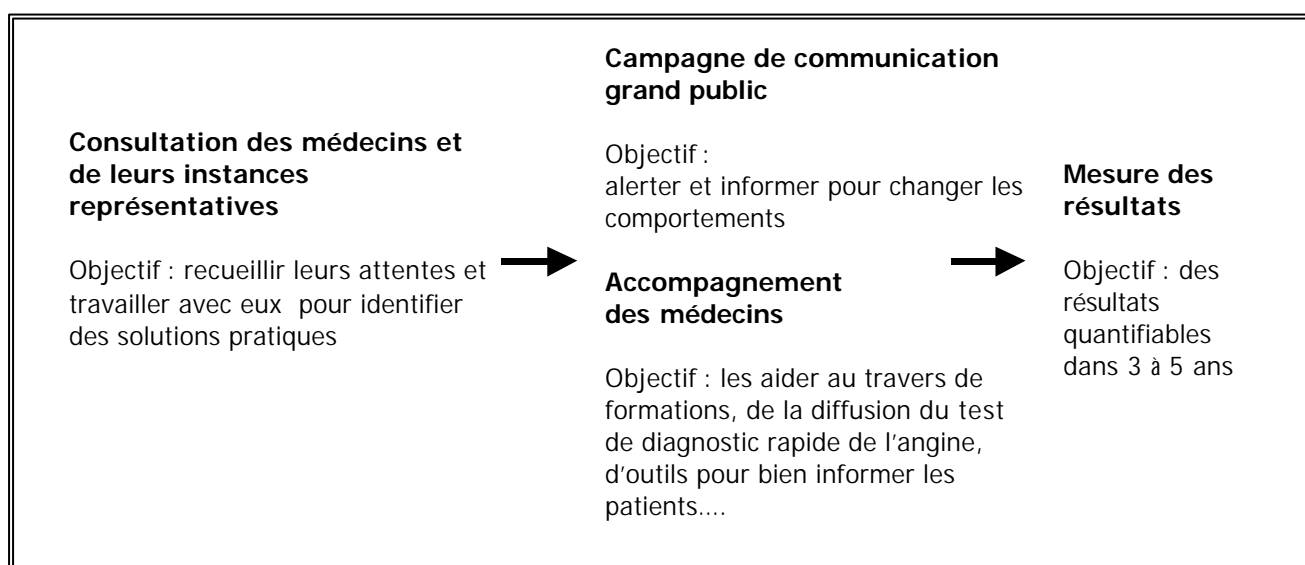 Consultation des médecins et
de leurs instances
représentatives
Objectif : recueillir leurs attentes et
travailler avec eux pour identifier
des solutions pratiques
Campagne de communication
grand public
Objectif :
alerter et informer pour changer les
comportements
Accompagnement
des médecins
Objectif : les aider au travers de
formations, de la diffusion du test
de diagnostic rapide de l'angine,
d'outils pour bien informer les
patients....
Mesure des
résultats
Objectif : des
résultats
quantifiables
dans 3 à 5 ans